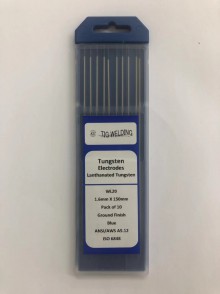 TIG WELDING
Tungsten
Electrodes
Lanthanated Tungsten
WL20
1.6mm X 150mm
Pack of 10
Ground Finish
Blue
ANSI/AWS A5.12
ISO 6848